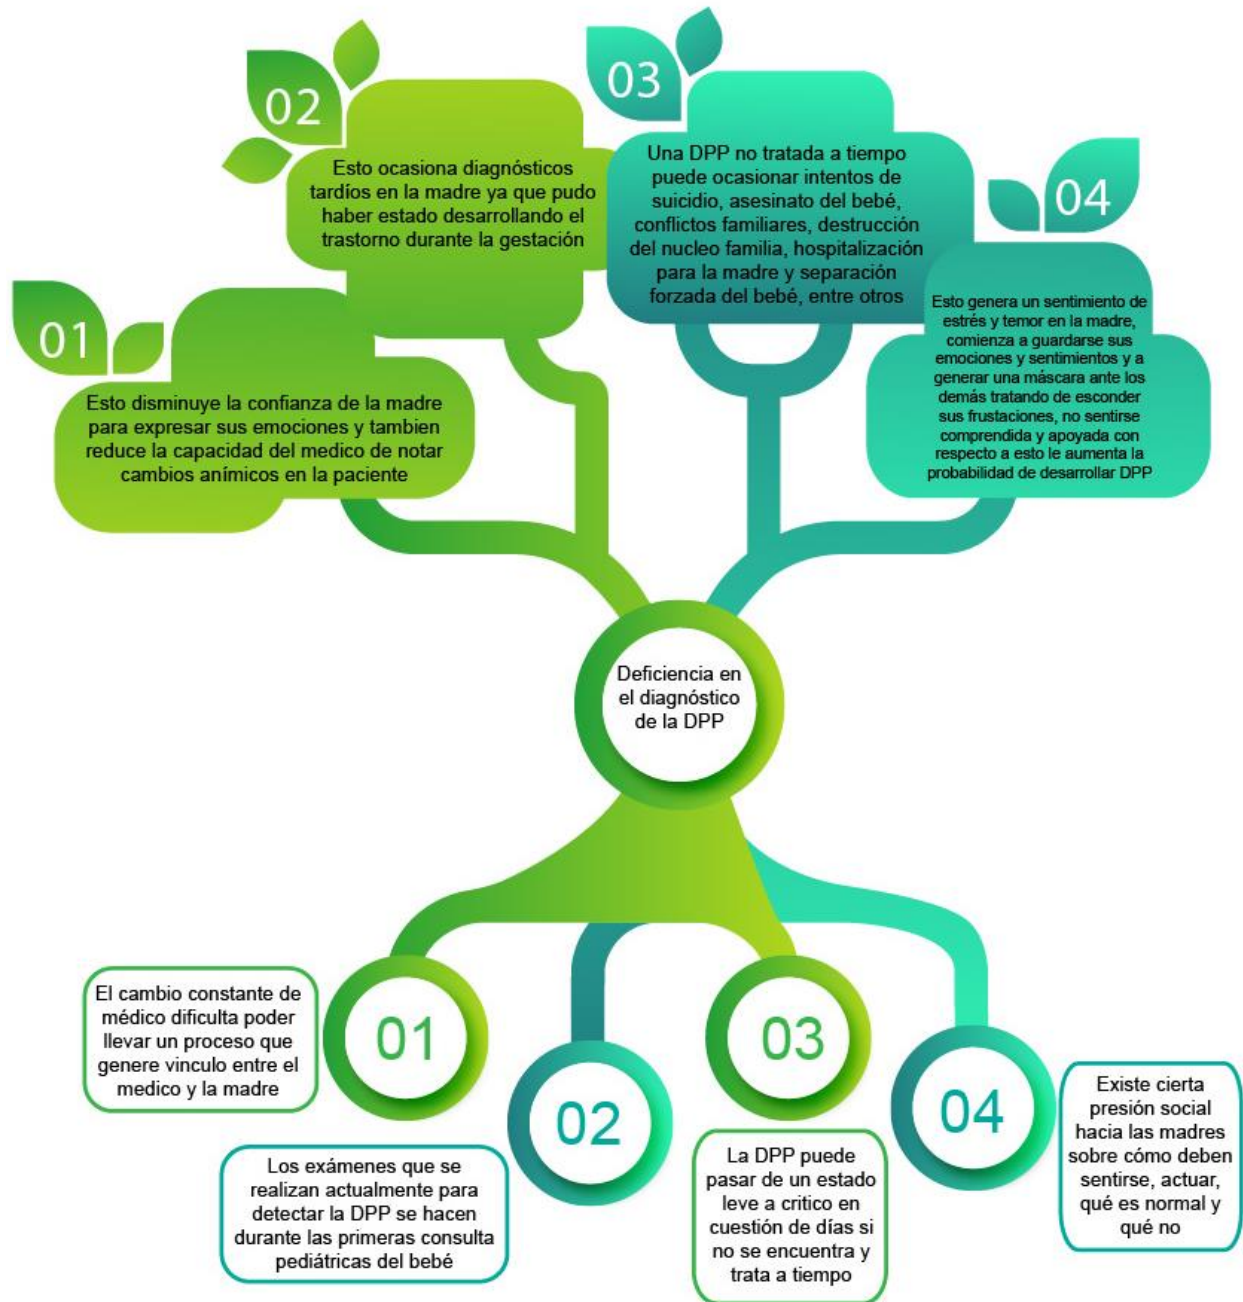 02
Esto ocasiona diagnósticos
tardíos en la madre ya que pudo
haber estado desarrollando el
trastorno durante la gestación
03
Una DPP no tratada a tiempo
puede ocasionar intentos de
suicidio, asesinato del bebé,
conflictos familiares, destrucción
del nucleo familia, hospitalización
para la madre y separación
forzada del bebé, entre otros
04
Esto genera un sentimiento de
estrés y temor en la madre,
comienza a guardarse sus
emociones y sentimientos y a
generar una máscara ante los
demás tratando de esconder
sus frustaciones, no sentirse
comprendida y apoyada con
respecto a esto le aumenta la
probabilidad de desarrollar DPP
01
Esto disminuye la confianza de la madre
para expresar sus emociones y tambien
reduce la capacidad del medico de notar
cambios anímicos en la paciente
Deficiencia en
el diagnóstico
de la DPP
El cambio constante de
médico dificulta poder
llevar un proceso que
genere vinculo entre el
medico y la madre
01
02
Los exámenes que se
realizan actualmente para
detectar la DPP se hacen
durante las primeras consulta
pediátricas del bebé
03
La DPP puede
pasar de un estado
leve a critico en
cuestión de días si
no se encuentra y
trata a tiempo
04
Existe cierta
presión social
hacia las madres
sobre cómo deben
sentirse, actuar,
qué es normal y
qué no